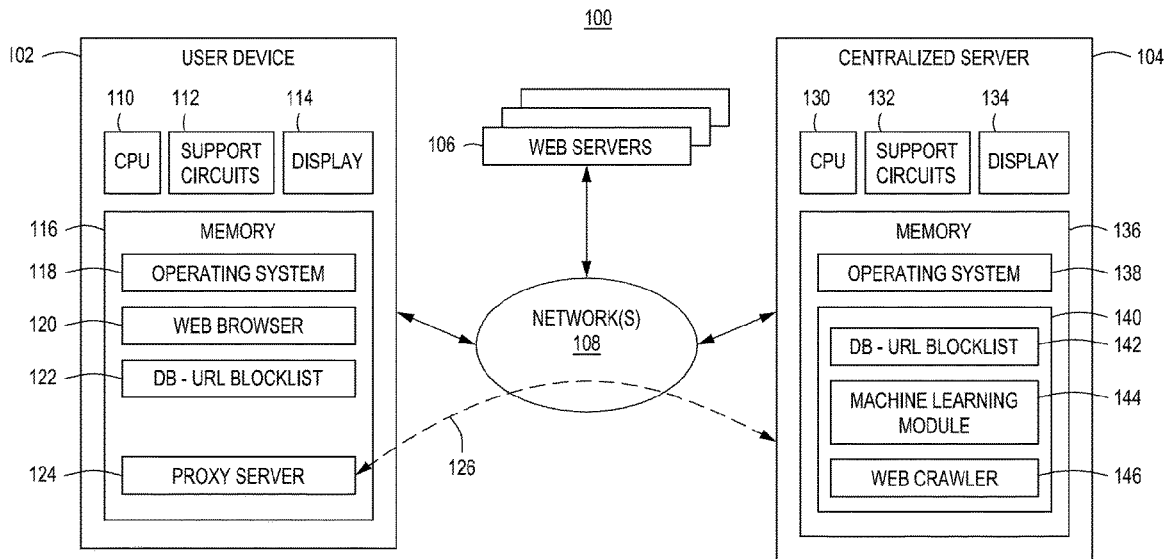 100
102
USER DEVICE
110
112
114
CPU
SUPPORT
CIRCUITS
DISPLAY
116
MEMORY
118
OPERATING SYSTEM
120
WEB BROWSER
122
DB - URL BLOCKLIST
124
PROXY SERVER
106
WEB SERVERS
NETWORK(S)
108
126
CENTRALIZED SERVER
104
130
132
134
CPU
SUPPORT
CIRCUITS
DISPLAY
MEMORY
136
OPERATING SYSTEM
138
140
DB - URL BLOCKLIST
142
MACHINE LEARNING
MODULE
144
WEB CRAWLER
146